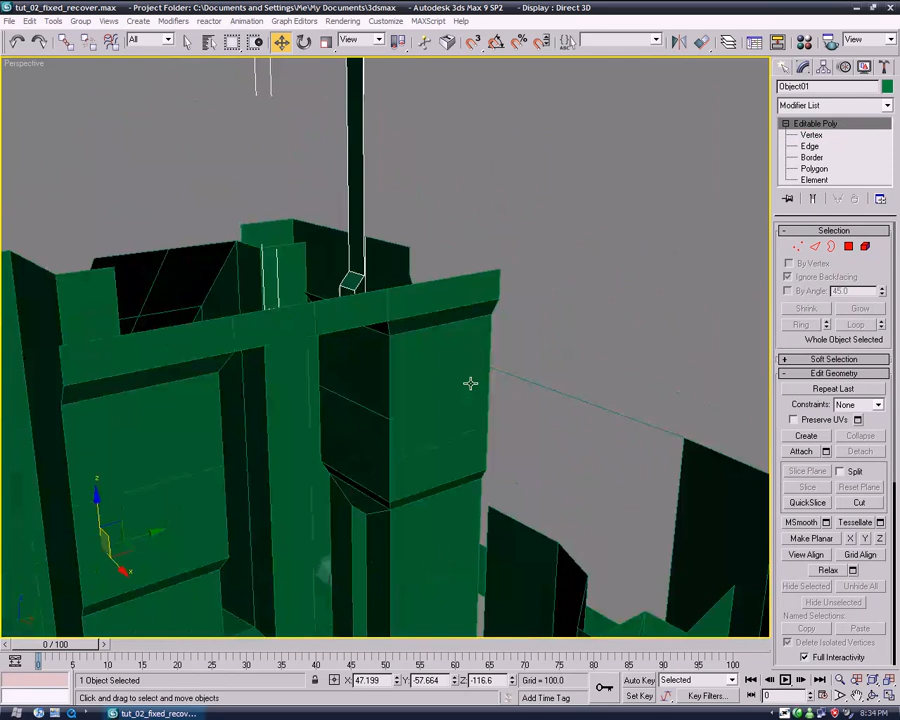 tut_02_fixed_recover.max - Project Folder: C:\Documents and Settings\Me\My Documents\3dsmax - Autodesk 3ds Max 9 SP2 - Display : Direct 3D
File Edit Tools Group Views Create Modifiers reactor Animation Graph Editors Rendering Customize MAXScript Help
All View View
Perspective
Object01
Modifier List
Editable Poly
Vertex
Edge
Border
Polygon
Element
Selection
By Vertex
Ignore Backfacing
By Angle: 45.0
Shrink Grow
Ring Loop
Whole Object Selected
Soft Selection
Edit Geometry
Repeat Last
Constraints: None
Preserve UVs
Create Collapse
Attach Detach
Slice Plane Split
Slice Reset Plane
QuickSlice Cut
MSmooth Tessellate
Make Planar X Y Z
View Align Grid Align
Relax
Hide Selected Unhide All
Hide Unselected
Named Selections:
Copy Paste
Delete Isolated Vertices
Full Interactivity
z
x
0 / 100
0 5 10 15 20 25 30 35 40 45 50 55 60 65 70 75 80 85 90 95 100
1 Object Selected X: 47.199 Y: -57.664 Z: -116.6 Grid = 100.0 Auto Key Selected
Click and drag to select and move objects Add Time Tag Set Key Key Filters... 0
start tut_02_fixed_recov... 8:34 PM